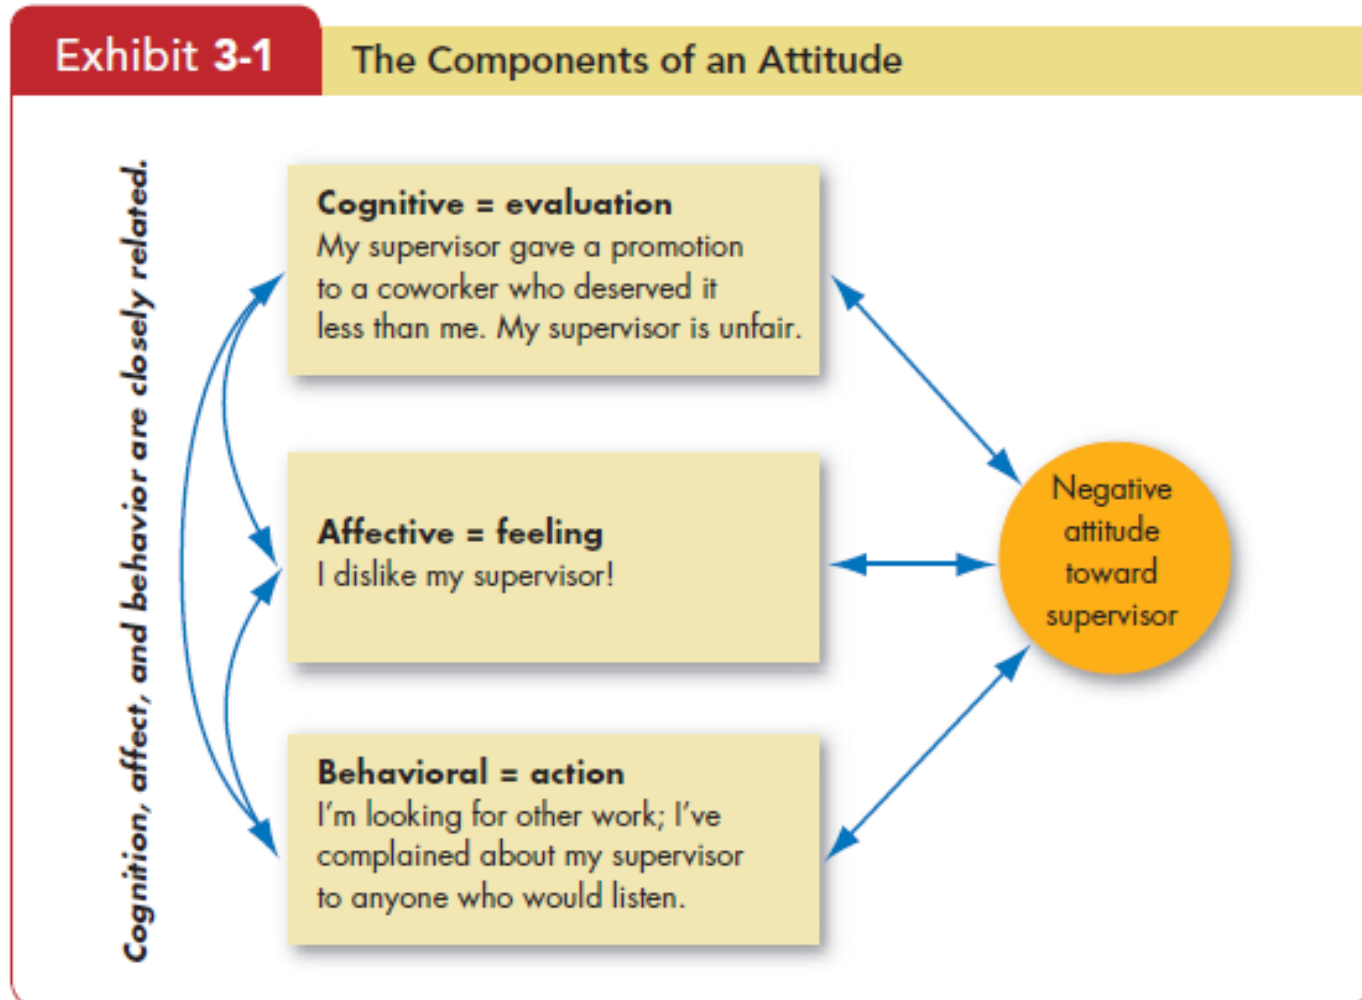 Exhibit 3-1
The Components of an Attitude
Cognition, affect, and behavior are closely related.
Cognitive = evaluation
My supervisor gave a promotion
to a coworker who deserved it
less than me. My supervisor is unfair.
Affective = feeling
I dislike my supervisor!
Behavioral = action
I'm looking for other work; I've
complained about my supervisor
to anyone who would listen.
Negative
attitude
toward
supervisor